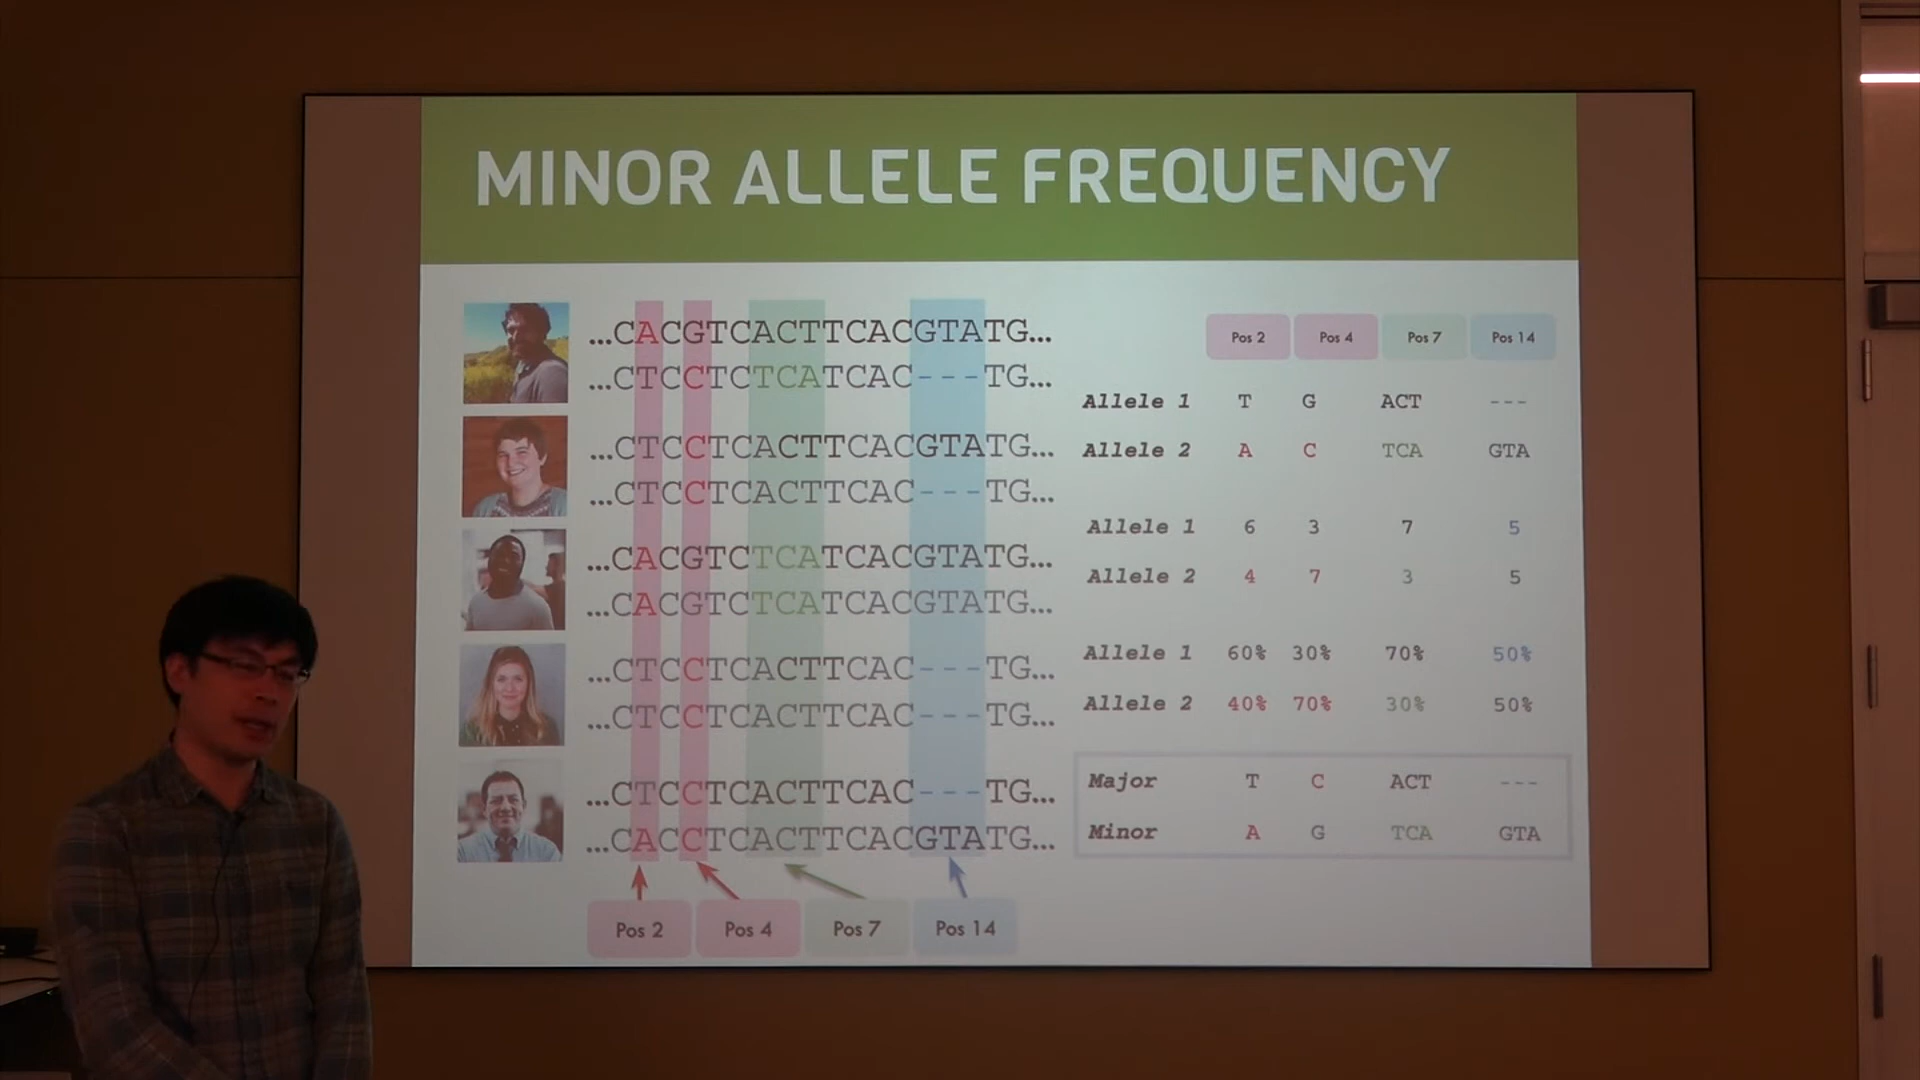 MINOR ALLELE FREQUENCY
...CACGTCACTTCACGTATG...
...CTCCTCTCATCAC---TG...
...CTCCTCACTTCACGTATG...
...CTCCTCACTTCAC---TG...
...CACGTCTCATCACGTATG...
...CACGTCTCATCACGTATG...
...CTCCTCACTTCAC---TG...
...CTCCTCACTTCAC---TG...
...CTCCTCACTTCAC---TG...
...CACCTCACTTCACGTATG...
Pos 2 Pos 4 Pos 7 Pos 14
Pos 2 Pos 4 Pos 7 Pos 14
Allele 1 T G ACT ---
Allele 2 A C TCA GTA
Allele 1 6 3 7 5
Allele 2 4 7 3 5
Allele 1 60% 30% 70% 50%
Allele 2 40% 70% 30% 50%
Major T C ACT ---
Minor A G TCA GTA